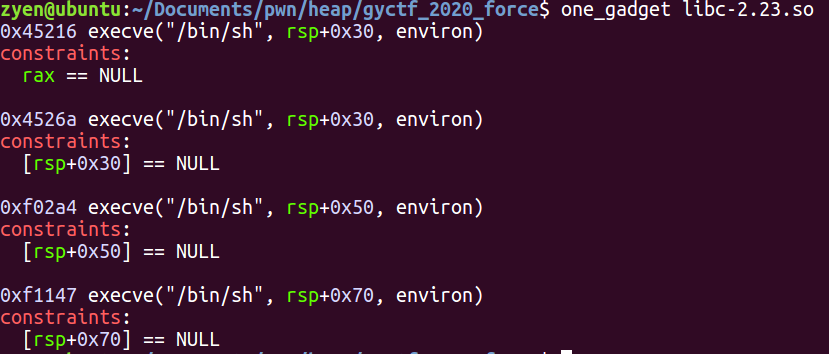 zyen@ubuntu:~/Documents/pwn/heap/gyctf_2020_force$ one_gadget libc-2.23.so
0x45216 execve("/bin/sh", rsp+0x30, environ)
constraints:
  rax == NULL

0x4526a execve("/bin/sh", rsp+0x30, environ)
constraints:
  [rsp+0x30] == NULL

0xf02a4 execve("/bin/sh", rsp+0x50, environ)
constraints:
  [rsp+0x50] == NULL

0xf1147 execve("/bin/sh", rsp+0x70, environ)
constraints:
  [rsp+0x70] == NULL